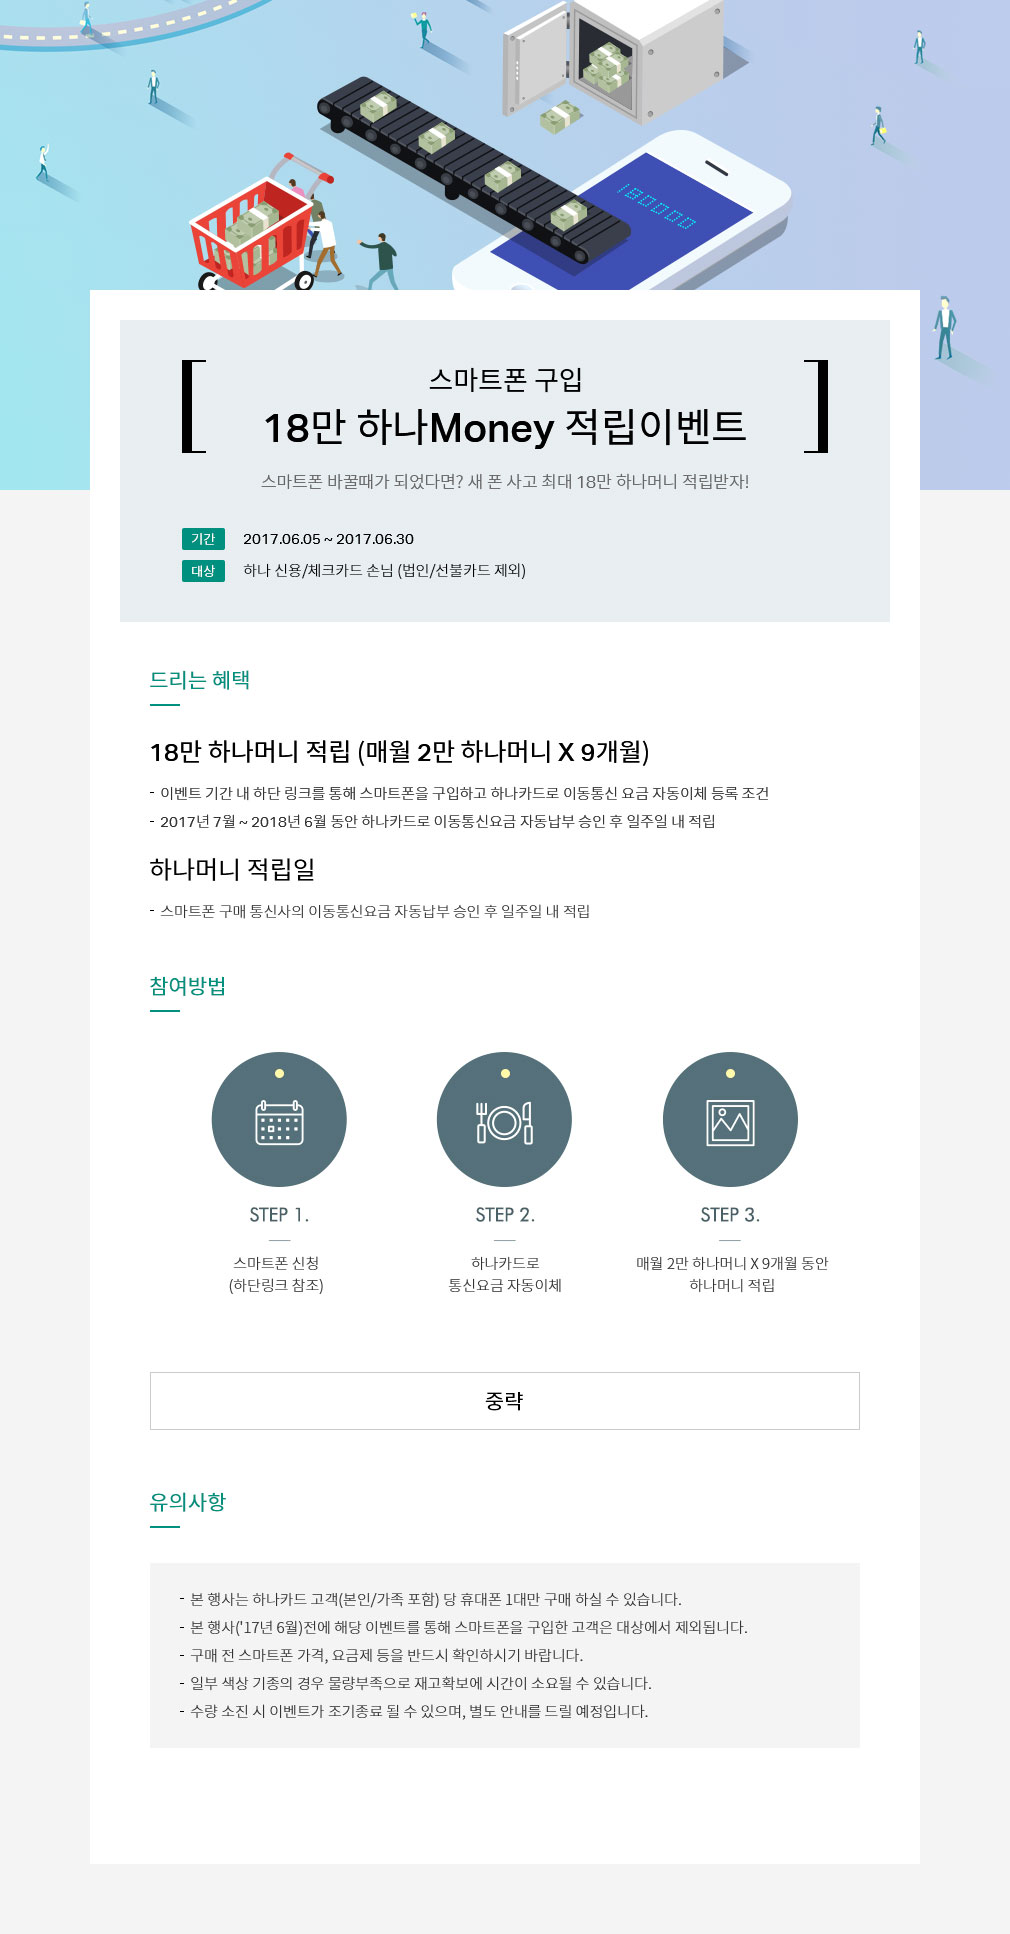 180000
스마트폰 구입
18만 하나Money 적립이벤트
스마트폰 바꿀때가 되었다면? 새 폰 사고 최대 18만 하나머니 적립받자!
기간 2017.06.05 ~ 2017.06.30
대상 하나 신용/체크카드 손님 (법인/선불카드 제외)
드리는 혜택
18만 하나머니 적립 (매월 2만 하나머니 X 9개월)
- 이벤트 기간 내 하단 링크를 통해 스마트폰을 구입하고 하나카드로 이동통신 요금 자동이체 등록 조건
- 2017년 7월 ~ 2018년 6월 동안 하나카드로 이동통신요금 자동납부 승인 후 일주일 내 적립
하나머니 적립일
- 스마트폰 구매 통신사의 이동통신요금 자동납부 승인 후 일주일 내 적립
참여방법
STEP 1.
스마트폰 신청
(하단링크 참조)
STEP 2.
하나카드로
통신요금 자동이체
STEP 3.
매월 2만 하나머니 X 9개월 동안
하나머니 적립
중략
유의사항
- 본 행사는 하나카드 고객(본인/가족 포함) 당 휴대폰 1대만 구매 하실 수 있습니다.
- 본 행사('17년 6월)전에 해당 이벤트를 통해 스마트폰을 구입한 고객은 대상에서 제외됩니다.
- 구매 전 스마트폰 가격, 요금제 등을 반드시 확인하시기 바랍니다.
- 일부 색상 기종의 경우 물량부족으로 재고확보에 시간이 소요될 수 있습니다.
- 수량 소진 시 이벤트가 조기종료 될 수 있으며, 별도 안내를 드릴 예정입니다.